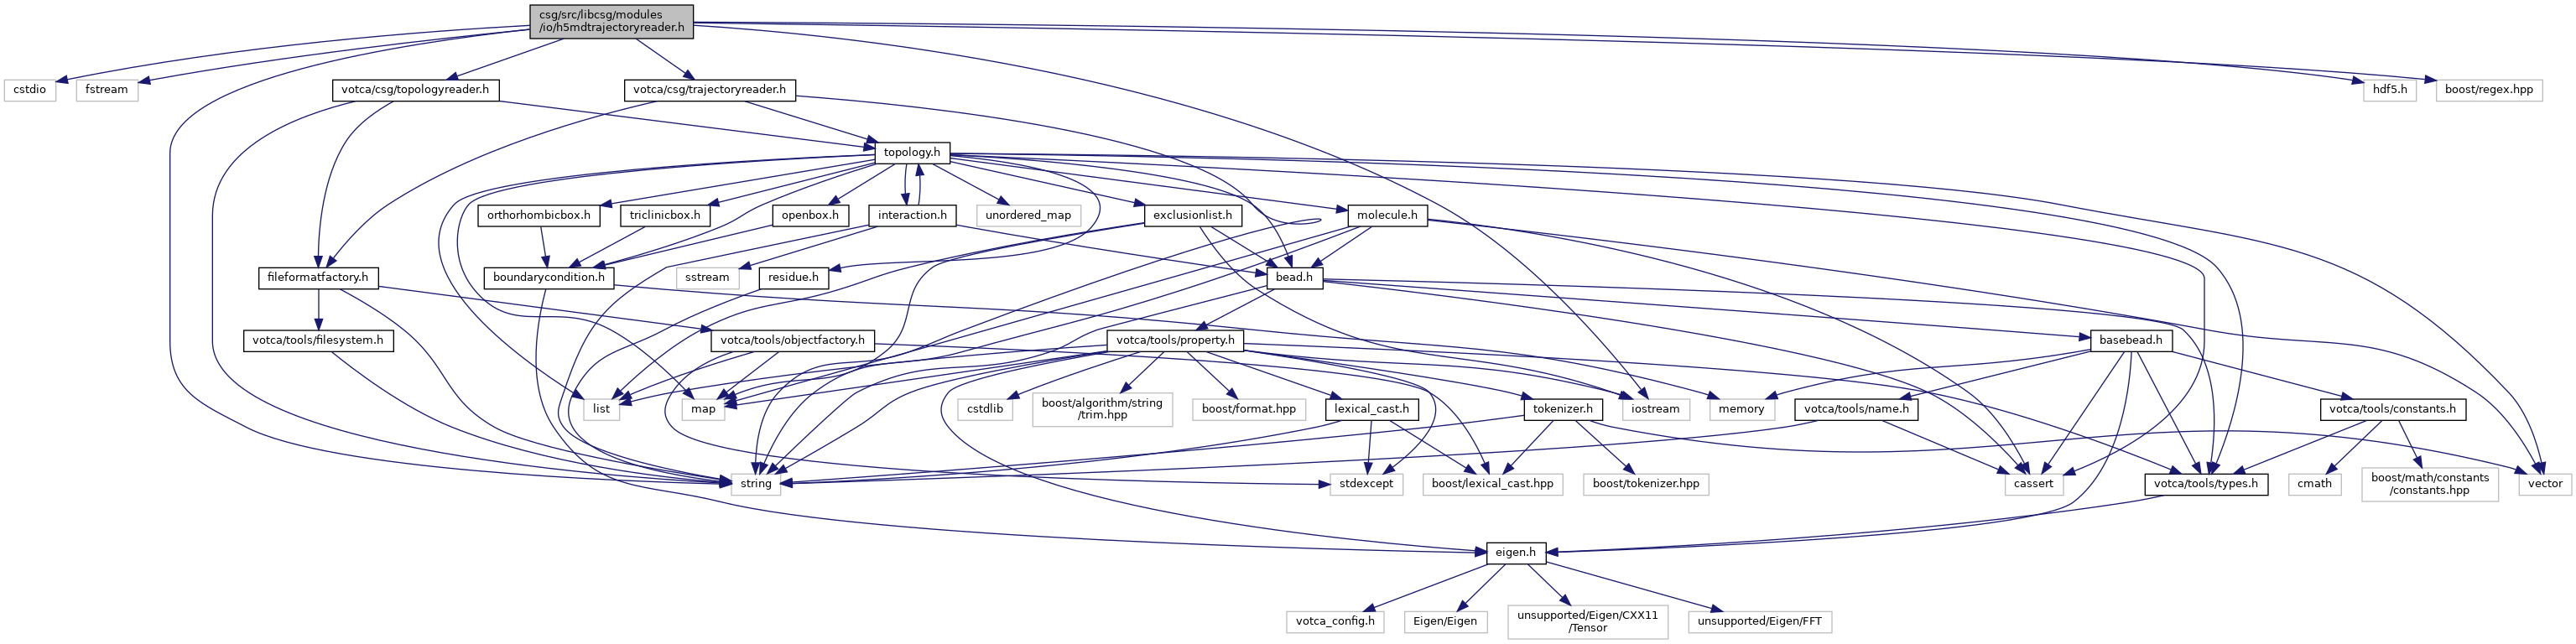 csg/src/libcsg/modules
/io/h5mdtrajectoryreader.h
cstdio
fstream
votca/csg/topologyreader.h
votca/csg/trajectoryreader.h
hdf5.h
boost/regex.hpp
topology.h
orthorhombicbox.h
triclinicbox.h
openbox.h
interaction.h
unordered_map
exclusionlist.h
molecule.h
fileformatfactory.h
boundarycondition.h
sstream
residue.h
bead.h
votca/tools/filesystem.h
votca/tools/objectfactory.h
votca/tools/property.h
basebead.h
list
map
cstdlib
boost/algorithm/string
/trim.hpp
boost/format.hpp
lexical_cast.h
tokenizer.h
iostream
memory
votca/tools/name.h
votca/tools/constants.h
string
stdexcept
boost/lexical_cast.hpp
boost/tokenizer.hpp
cassert
votca/tools/types.h
cmath
boost/math/constants
/constants.hpp
vector
eigen.h
votca_config.h
Eigen/Eigen
unsupported/Eigen/CXX11
/Tensor
unsupported/Eigen/FFT